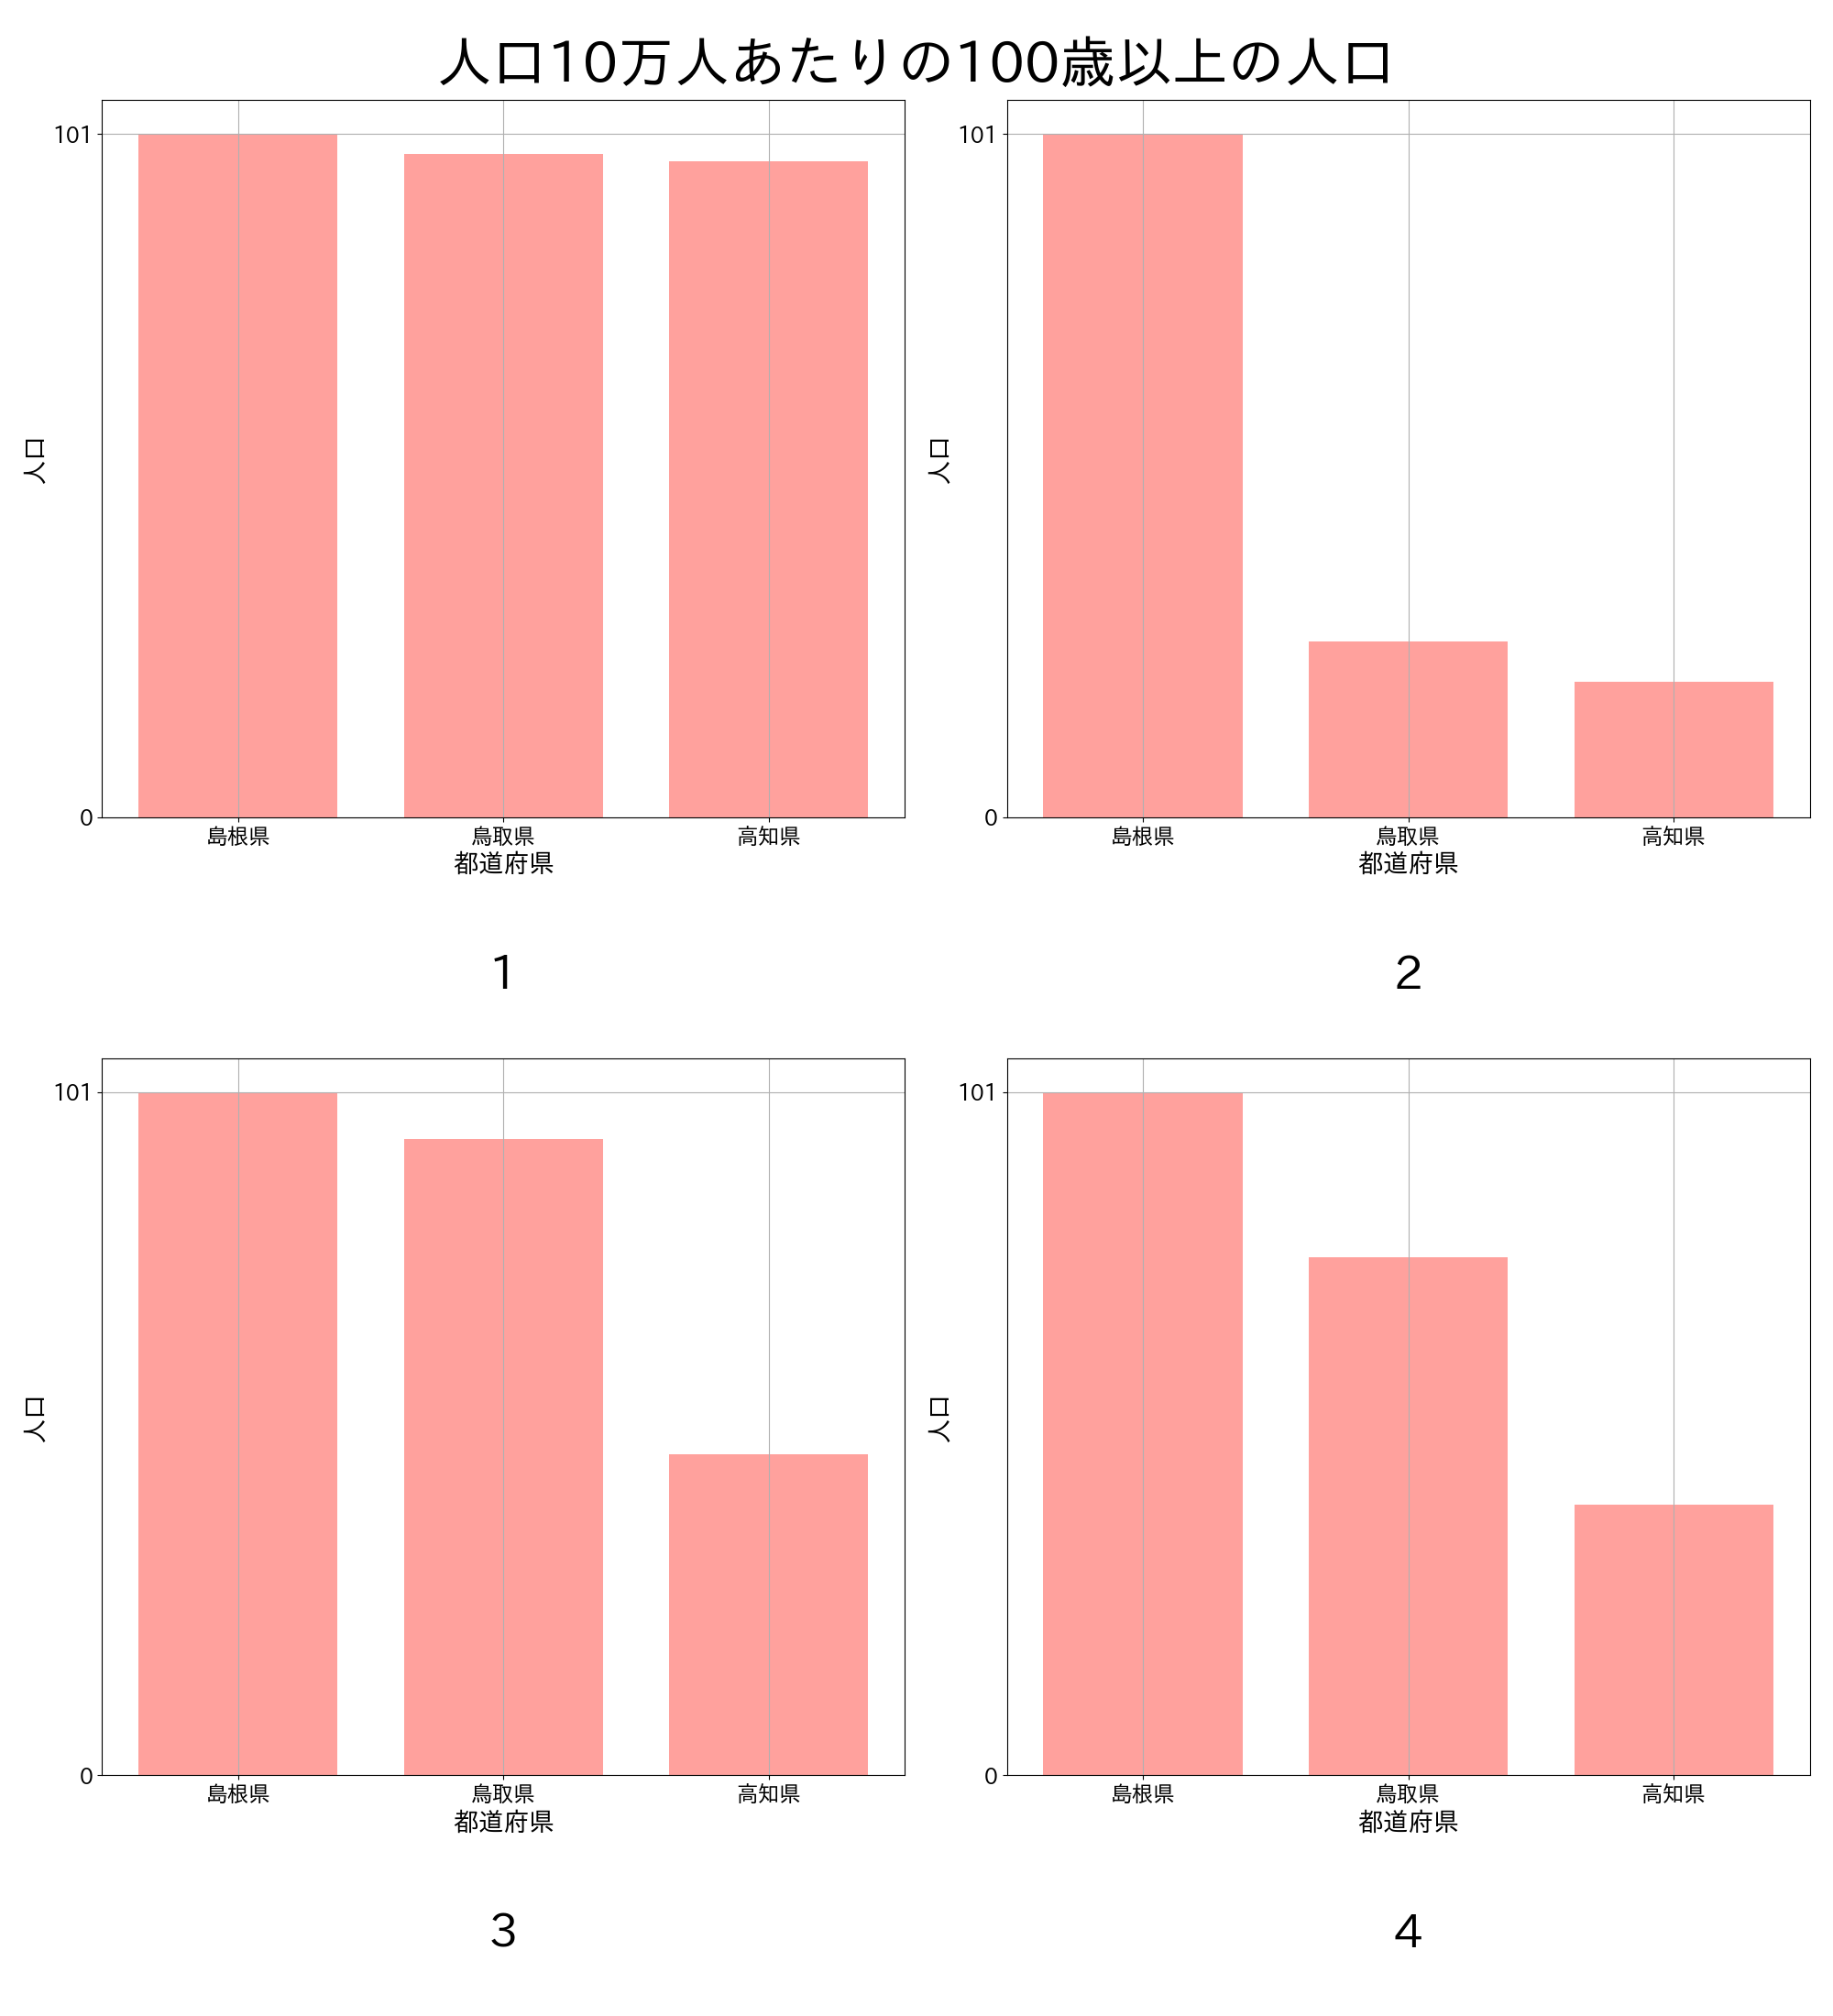 人口10万人あたりの100歳以上の人口
101
人口
0
島根県 鳥取県 高知県
都道府県
1
101
人口
0
島根県 鳥取県 高知県
都道府県
2
101
人口
0
島根県 鳥取県 高知県
都道府県
3
101
人口
0
島根県 鳥取県 高知県
都道府県
4